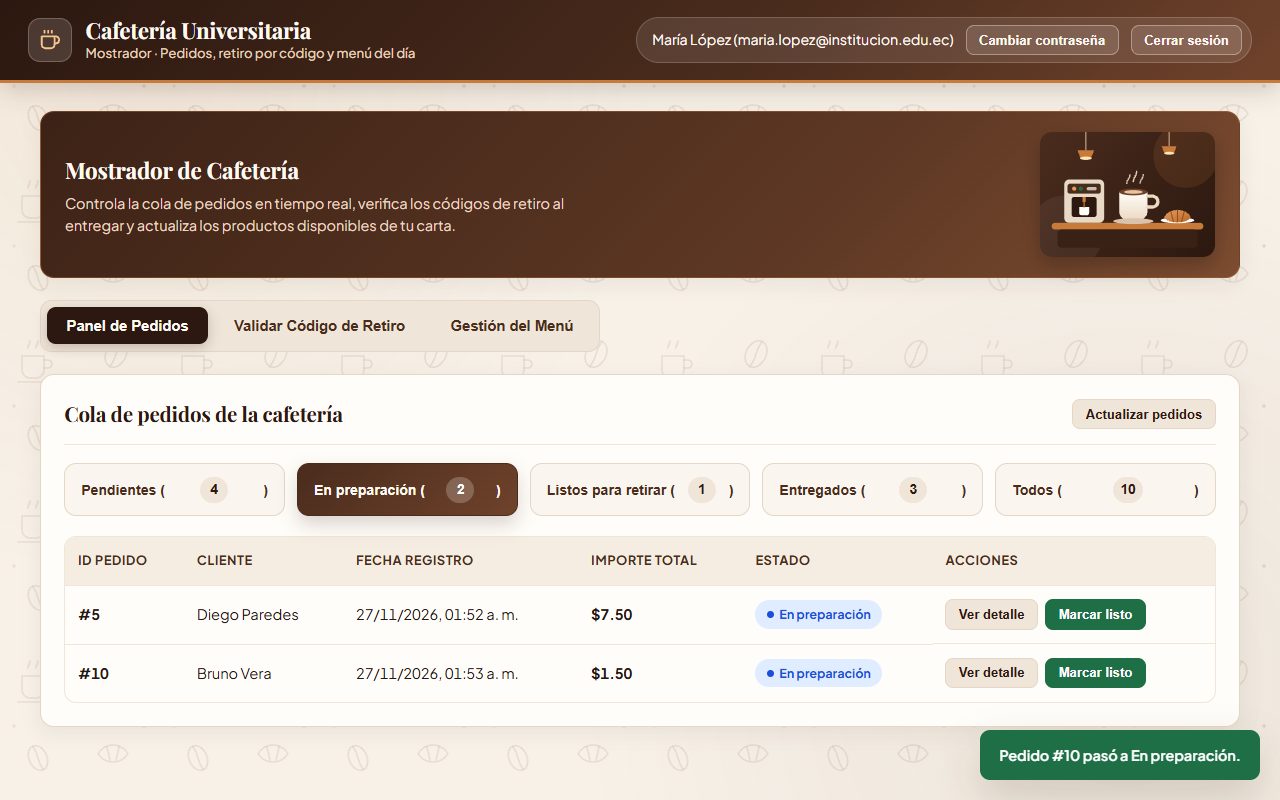 Cafetería Universitaria
Mostrador · Pedidos, retiro por código y menú del día
María López (maria.lopez@institucion.edu.ec)
Cambiar contraseña
Cerrar sesión
Mostrador de Cafetería
Controla la cola de pedidos en tiempo real, verifica los códigos de retiro al
entregar y actualiza los productos disponibles de tu carta.
Panel de Pedidos
Validar Código de Retiro
Gestión del Menú
Cola de pedidos de la cafetería
Actualizar pedidos
Pendientes ( 4 )
En preparación ( 2 )
Listos para retirar ( 1 )
Entregados ( 3 )
Todos ( 10 )
ID PEDIDO CLIENTE FECHA REGISTRO IMPORTE TOTAL ESTADO ACCIONES
#5 Diego Paredes 27/11/2026, 01:52 a. m. $7.50 En preparación Ver detalle Marcar listo
#10 Bruno Vera 27/11/2026, 01:53 a. m. $1.50 En preparación Ver detalle Marcar listo
Pedido #10 pasó a En preparación.